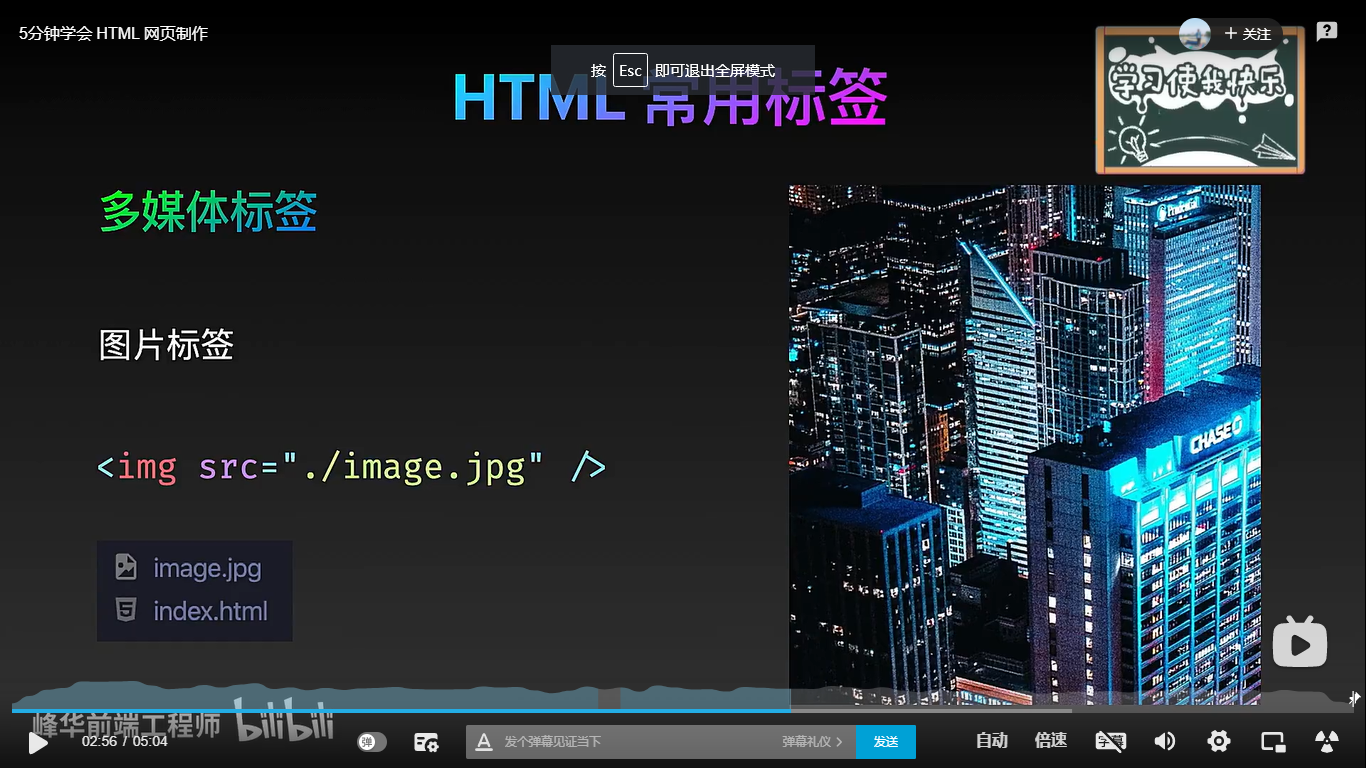 5分钟学会 HTML 网页制作
+ 关注
?
按 Esc 即可退出全屏模式
HTML 常用标签
学习使我快乐
多媒体标签
Prudential
图片标签
CHASE
<img src="./image.jpg" />
image.jpg
index.html
峰华前端工程师 bilibili
02:56 / 05:04
弹
A 发个弹幕见证当下
弹幕礼仪 >
发送
自动
倍速
字幕